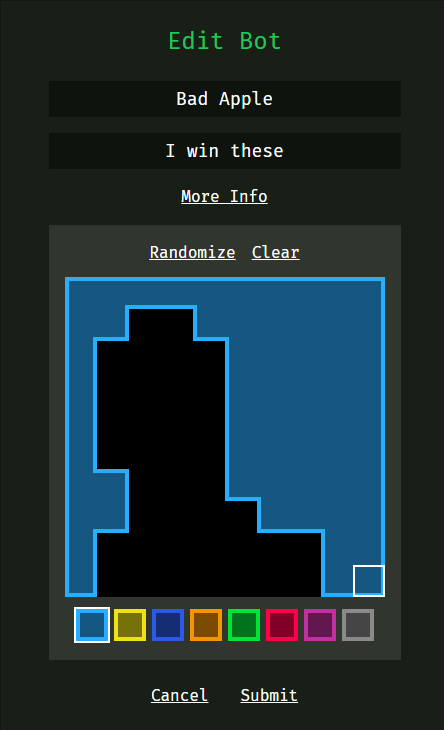 Edit Bot
Bad Apple
I win these
More Info
Randomize Clear
Cancel Submit